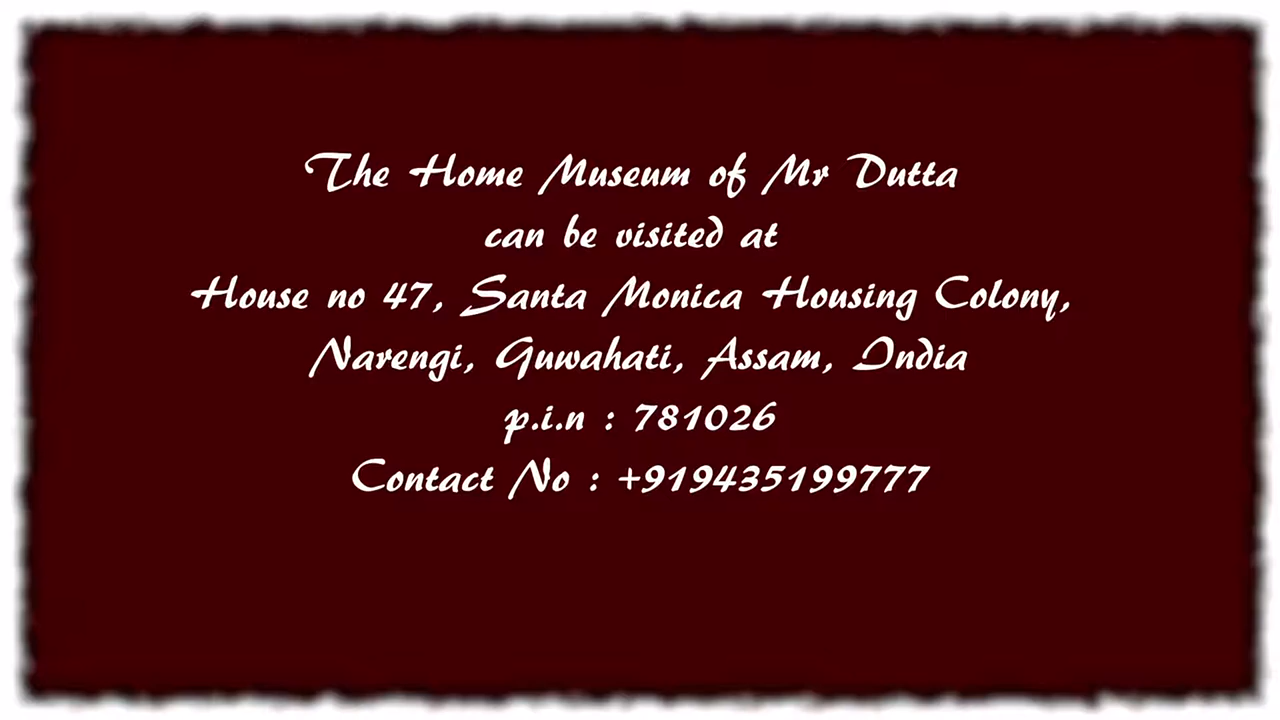 The Home Museum of Mr Dutta
can be visited at
House no 47, Santa Monica Housing Colony,
Narengi, Guwahati, Assam, India
p.i.n : 781026
Contact No : +919435199777